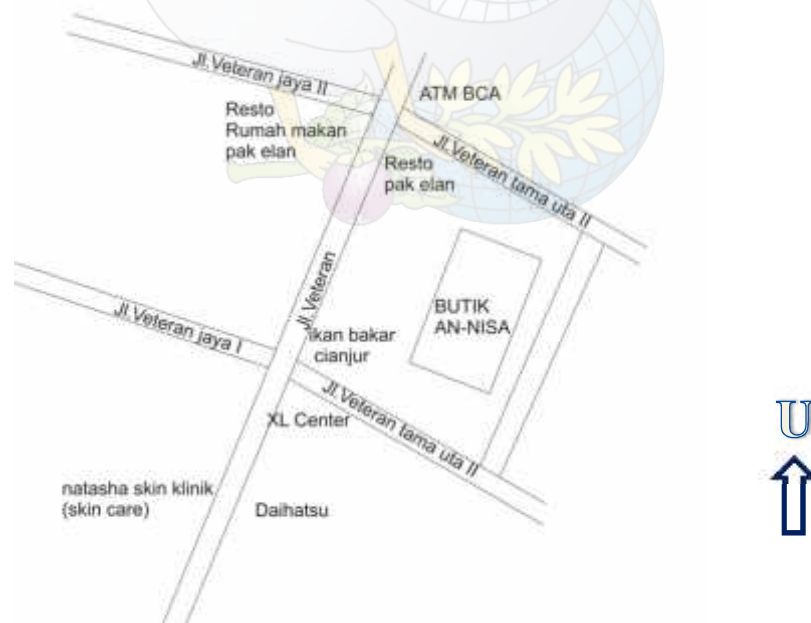 Jl.Veteran jaya II
ATM BCA
Resto
Rumah makan
pak elan
Jl.Veteran tama uta II
Resto
pak elan
Jl.Veteran
BUTIK
AN-NISA
Jl.Veteran jaya I
Ikan bakar
cianjur
Jl.Veteran tama uta II
XL Center
U
natasha skin klinik
(skin care)
Daihatsu